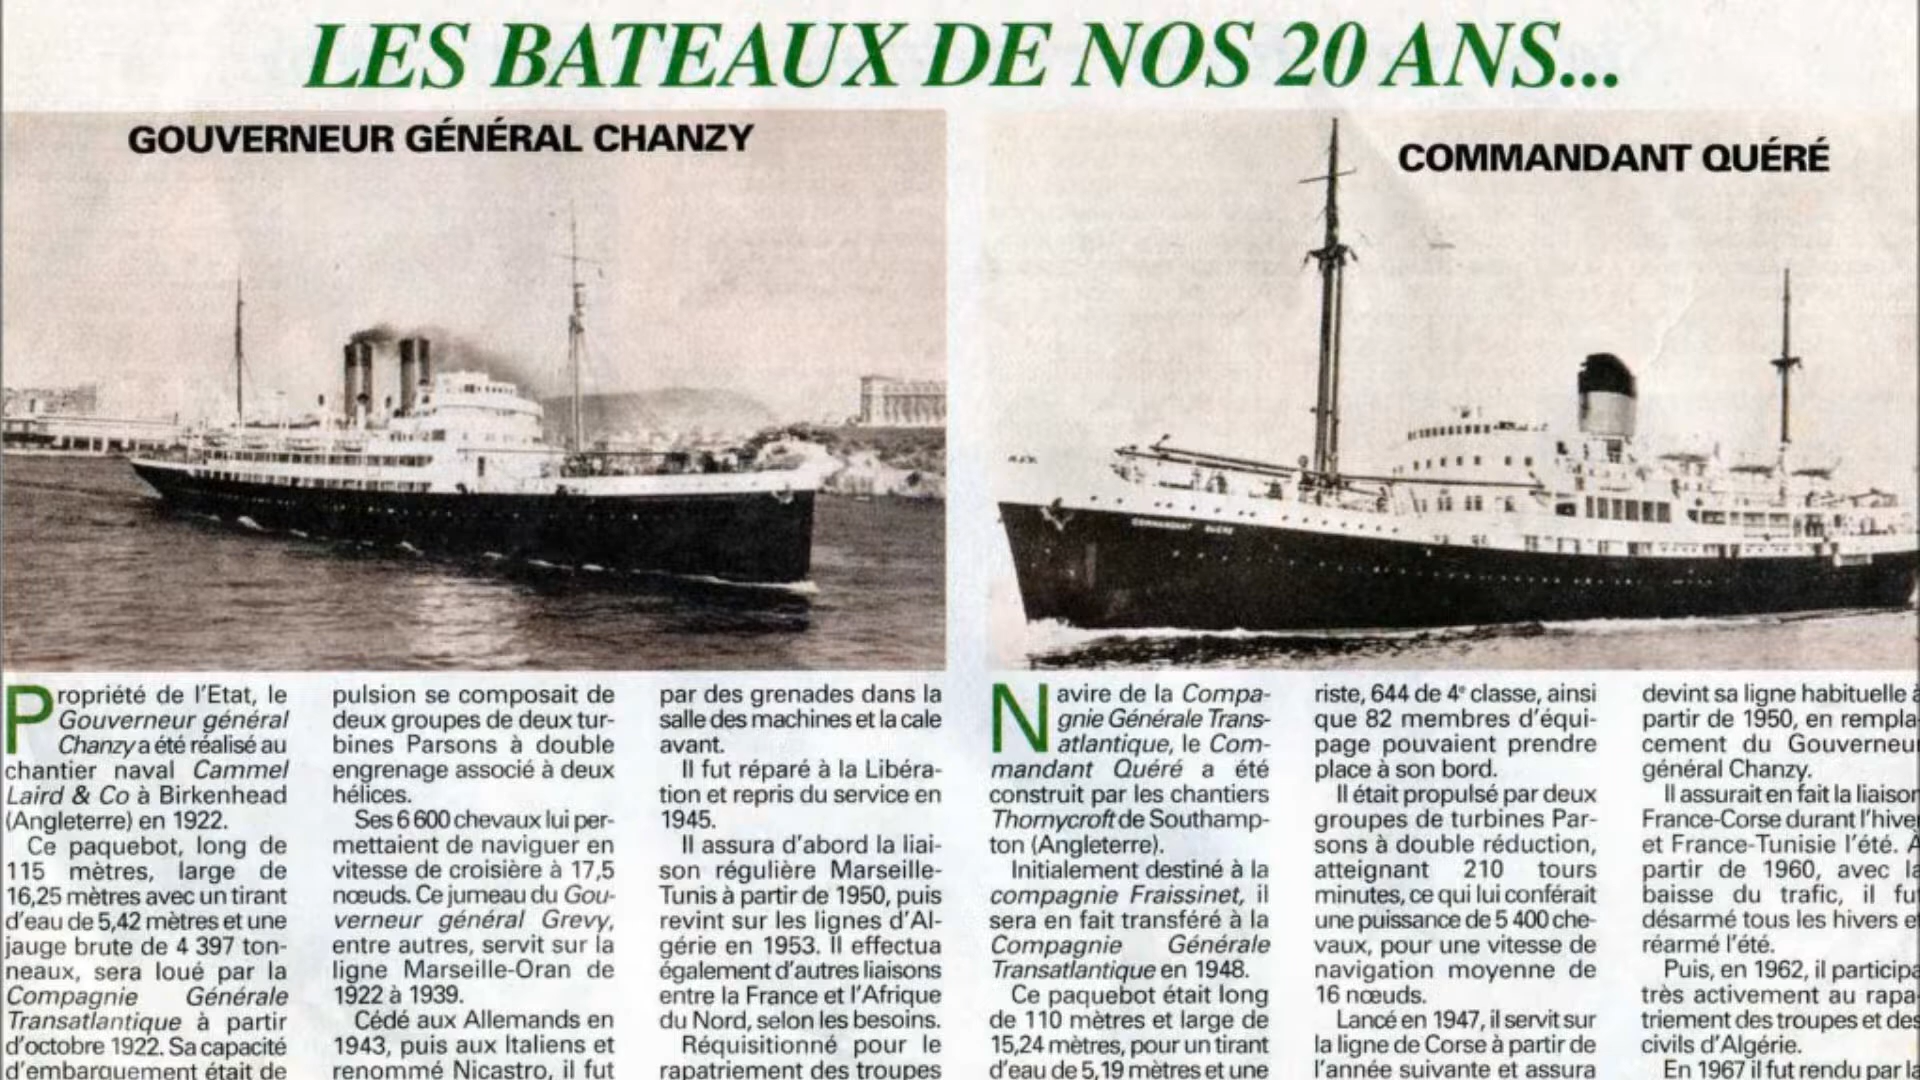 LES BATEAUX DE NOS 20 ANS...
GOUVERNEUR GÉNÉRAL CHANZY
Propriété de l'Etat, le
Gouverneur général
Chanzy a été réalisé au
chantier naval Cammel
Laird & Co à Birkenhead
(Angleterre) en 1922.
Ce paquebot, long de
115 mètres, large de
16,25 mètres avec un tirant
d'eau de 5,42 mètres et une
jauge brute de 4 397 ton-
neaux, sera loué par la
Compagnie Générale
Transatlantique à partir
d'octobre 1922. Sa capacité
d'embarquement était de
pulsion se composait de
deux groupes de deux tur-
bines Parsons à double
engrenage associé à deux
hélices.
Ses 6 600 chevaux lui per-
mettaient de naviguer en
vitesse de croisière à 17,5
nœuds. Ce jumeau du Gou-
verneur général Grevy,
entre autres, servit sur la
ligne Marseille-Oran de
1922 à 1939.
Cédé aux Allemands en
1943, puis aux Italiens et
renommé Nicastro, il fut
par des grenades dans la
salle des machines et la cale
avant.
Il fut réparé à la Libéra-
tion et repris du service en
1945.
Il assura d'abord la liai-
son régulière Marseille-
Tunis à partir de 1950, puis
revint sur les lignes d'Al-
gérie en 1953. Il effectua
également d'autres liaisons
entre la France et l'Afrique
du Nord, selon les besoins.
Réquisitionné pour le
rapatriement des troupes
COMMANDANT QUÉRÉ
COMMANDANT QUÉRÉ
Navire de la Compa-
gnie Générale Trans-
atlantique, le Com-
mandant Quéré a été
construit par les chantiers
Thornycroft de Southamp-
ton (Angleterre).
Initialement destiné à la
compagnie Fraissinet, il
sera en fait transféré à la
Compagnie Générale
Transatlantique en 1948.
Ce paquebot était long
de 110 mètres et large de
15,24 mètres, pour un tirant
d'eau de 5,19 mètres et une
riste, 644 de 4e classe, ainsi
que 82 membres d'équi-
page pouvaient prendre
place à son bord.
Il était propulsé par deux
groupes de turbines Par-
sons à double réduction,
atteignant 210 tours
minutes, ce qui lui conférait
une puissance de 5 400 che-
vaux, pour une vitesse de
navigation moyenne de
16 nœuds.
Lancé en 1947, il servit sur
la ligne de Corse à partir de
l'année suivante et assura
devint sa ligne habituelle à
partir de 1950, en rempla-
cement du Gouverneur
général Chanzy.
Il assurait en fait la liaison
France-Corse durant l'hiver
et France-Tunisie l'été. À
partir de 1960, avec la
baisse du trafic, il fut
désarmé tous les hivers et
réarmé l'été.
Puis, en 1962, il participa
très activement au rapa-
triement des troupes et des
civils d'Algérie.
En 1967 il fut rendu par la